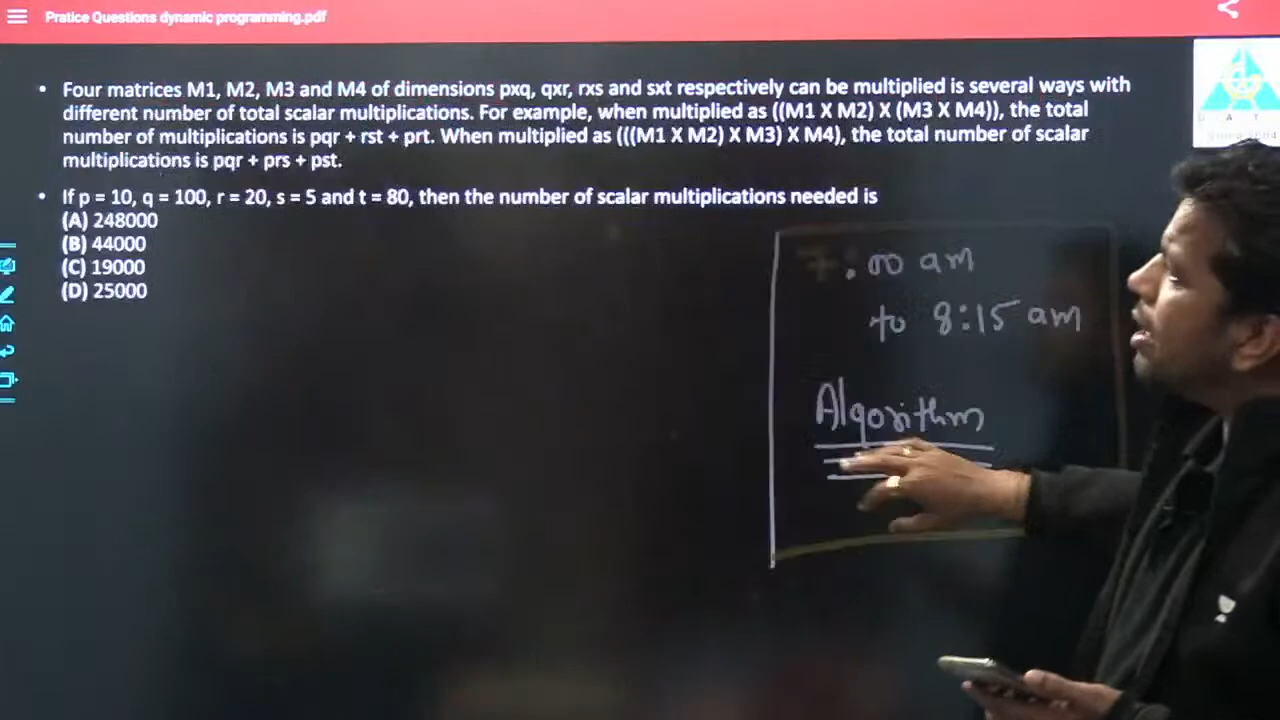 Pratice Questions dynamic programming.pdf
• Four matrices M1, M2, M3 and M4 of dimensions pxq, qxr, rxs and sxt respectively can be multiplied is several ways with
different number of total scalar multiplications. For example, when multiplied as ((M1 X M2) X (M3 X M4)), the total
number of multiplications is pqr + rst + prt. When multiplied as (((M1 X M2) X M3) X M4), the total number of scalar
multiplications is pqr + prs + pst.
• If p = 10, q = 100, r = 20, s = 5 and t = 80, then the number of scalar multiplications needed is
(A) 248000
(B) 44000
(C) 19000
(D) 25000
7:00 am
to 8:15 am
Algorithm